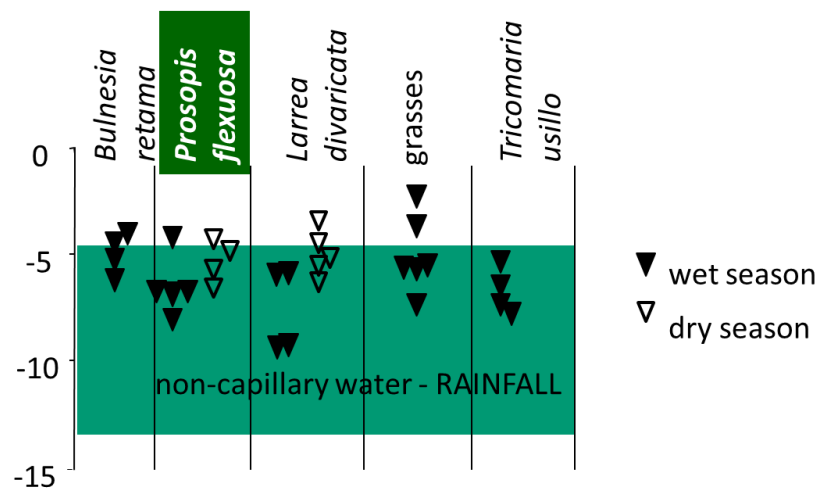 Bulnesia
retama
Prosopis
flexuosa
Larrea
divaricata
grasses
Tricomaria
usillo
0
-5
-10
-15
non-capillary water - RAINFALL
wet season
dry season